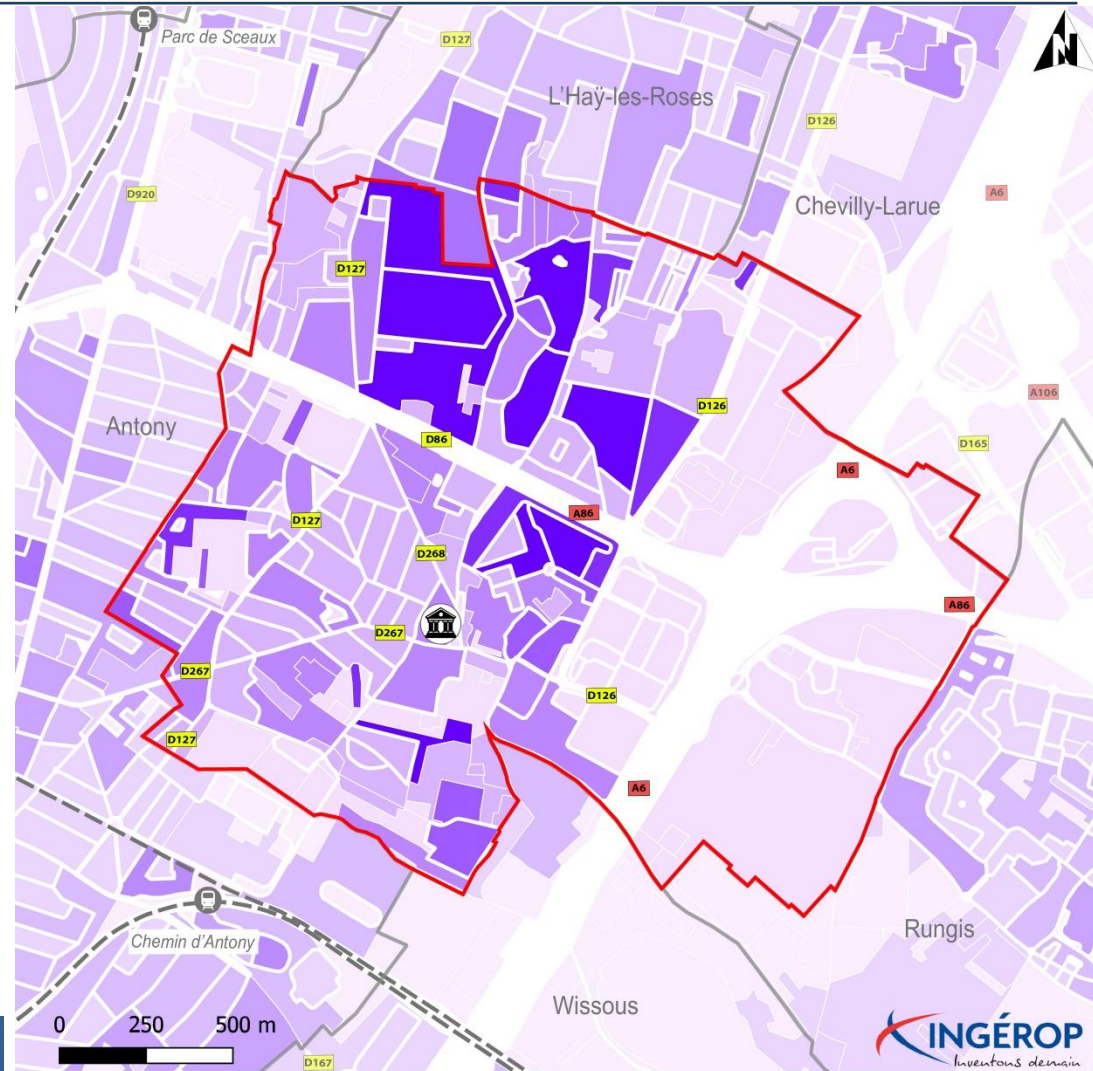 Parc de Sceaux
D127
N
L'Haÿ-les-Roses
D126
D920
A6
Chevilly-Larue
D127
A106
D126
Antony
D86
D165
A6
A86
D127
D268
A86
D267
D267
D126
D127
A6
Chemin d'Antony
Rungis
Wissous
0 250 500 m
D167
INGÉROP
Inventons demain